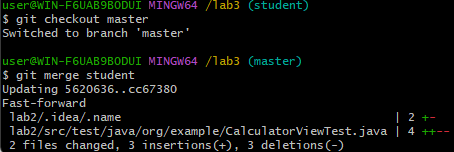 user@WIN-F6UAB9BODUI MINGW64 /lab3 (student)
$ git checkout master
Switched to branch 'master'
user@WIN-F6UAB9BODUI MINGW64 /lab3 (master)
$ git merge student
Updating 5620636..cc67380
Fast-forward
lab2/.idea/.name | 2 +-
lab2/src/test/java/org/example/CalculatorViewTest.java | 4 ++--
2 files changed, 3 insertions(+), 3 deletions(-)